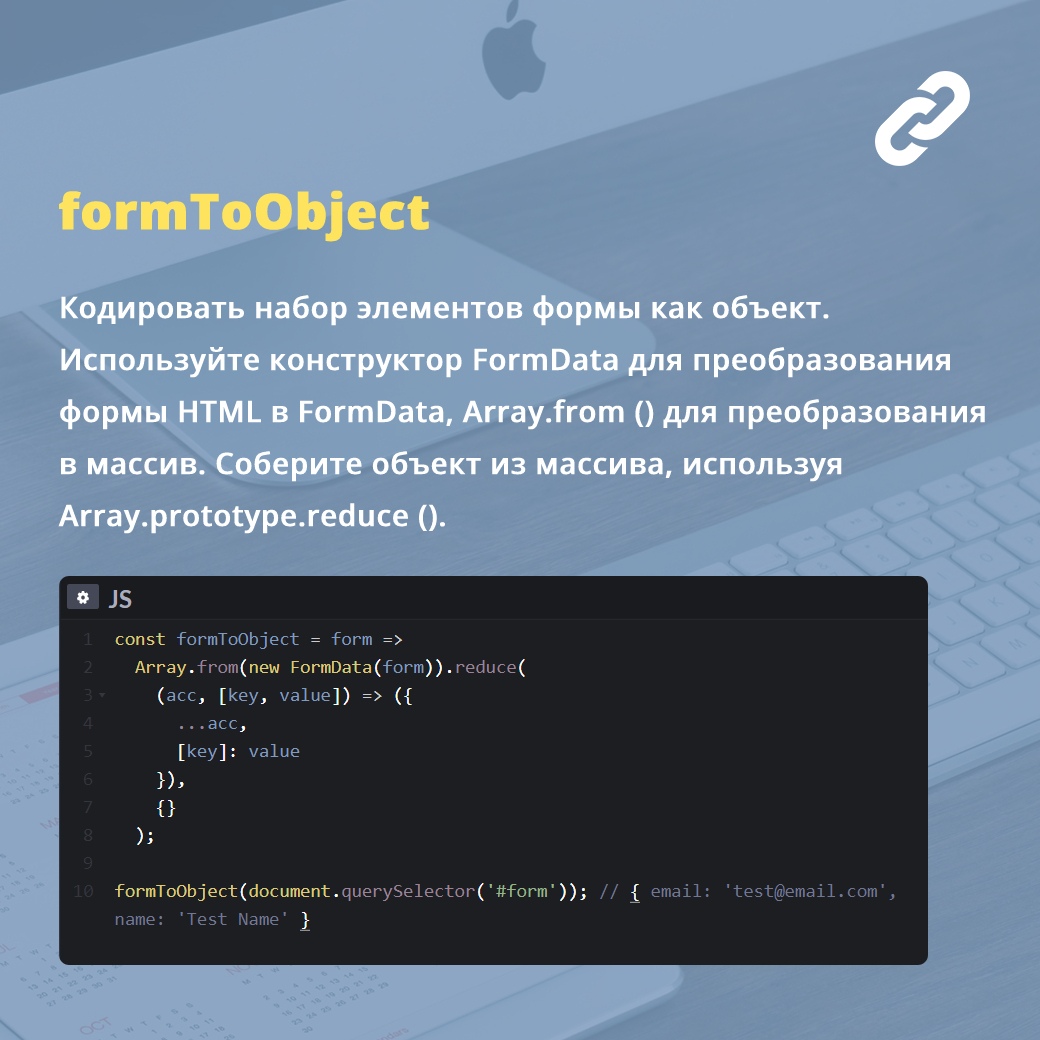 formToObject
Кодировать набор элементов формы как объект.
Используйте конструктор FormData для преобразования
формы HTML в FormData, Array.from () для преобразования
в массив. Соберите объект из массива, используя
Array.prototype.reduce ().
JS
1 const formToObject = form =>
2 Array.from(new FormData(form)).reduce(
3 (acc, [key, value]) => ({
4 ...acc,
5 [key]: value
6 }),
7 {}
8 );
9
10 formToObject(document.querySelector('#form')); // { email: 'test@email.com',
name: 'Test Name' }
OCT